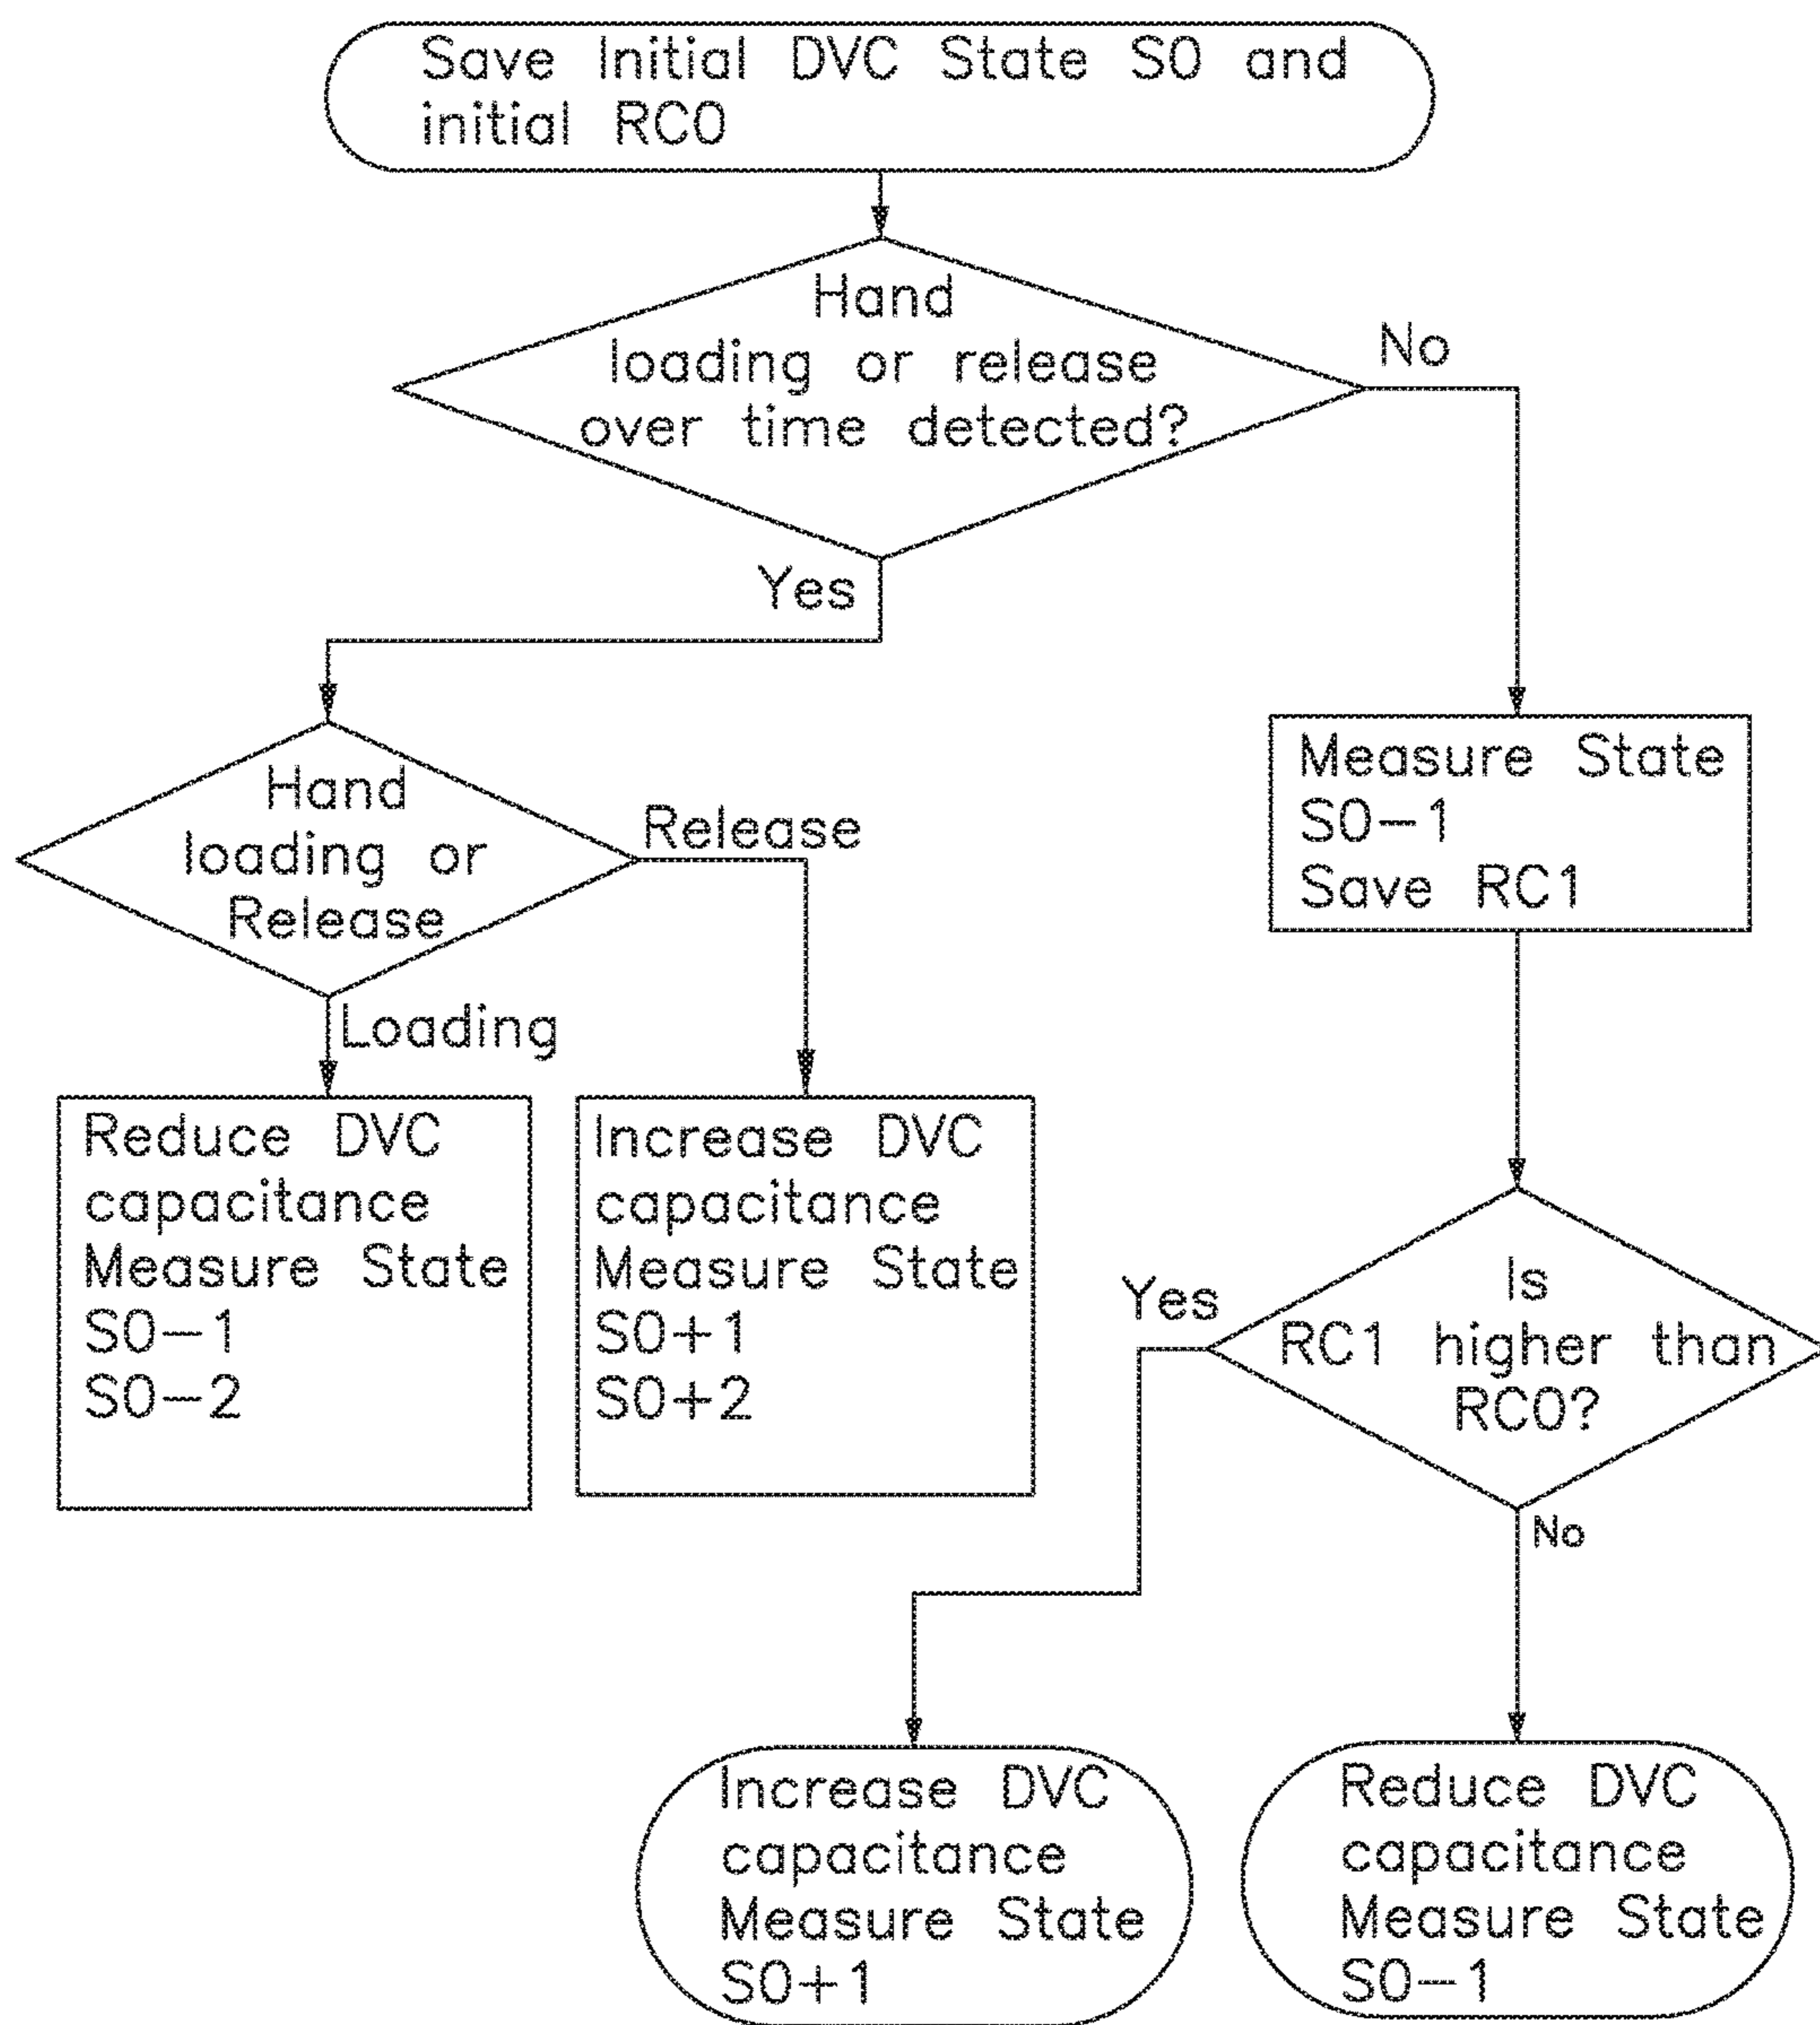 Save Initial DVC State S0 and
initial RC0
Hand
loading or release
over time detected?
No
Yes
Hand
loading or
Release
Release
Loading
Measure State
S0-1
Save RC1
Reduce DVC
capacitance
Measure State
S0-1
S0-2
Increase DVC
capacitance
Measure State
S0+1
S0+2
Is
RC1 higher than
RC0?
Yes
No
Increase DVC
capacitance
Measure State
S0+1
Reduce DVC
capacitance
Measure State
S0-1